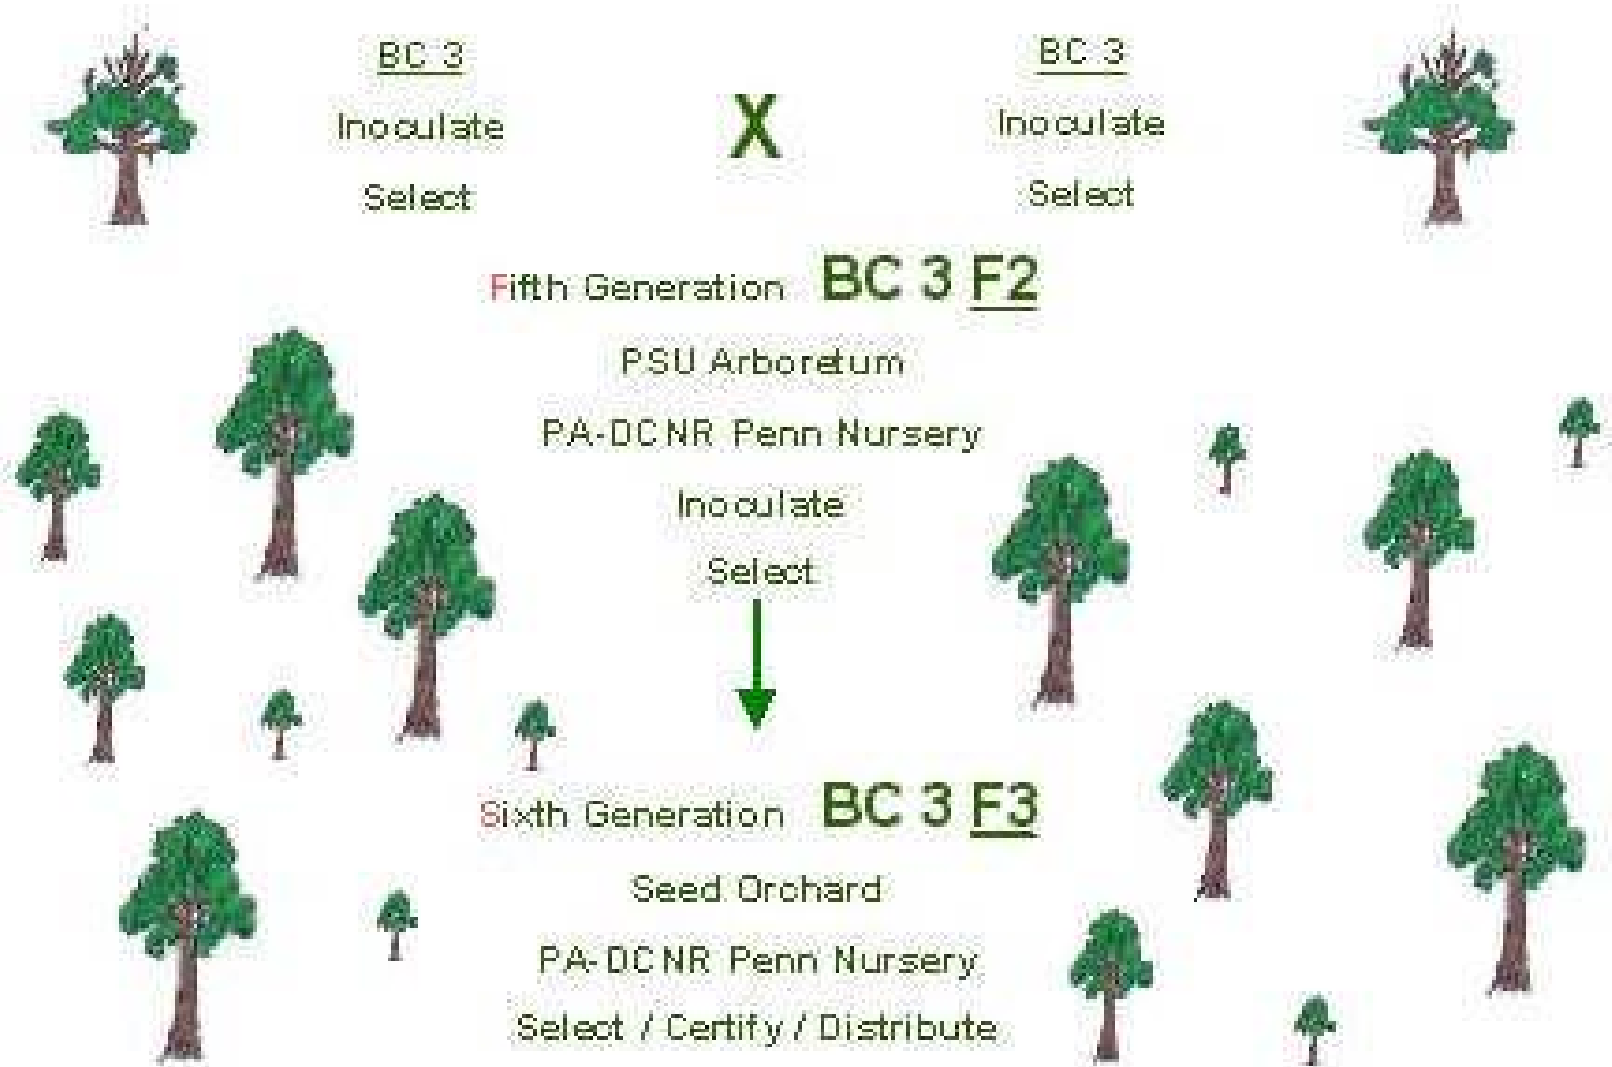 BC 3
Inoculate
Select
X
BC 3
Inoculate
Select
Fifth Generation BC 3 F2
PSU Arboretum
PA-DCNR Penn Nursery
Inoculate
Select
Sixth Generation BC 3 F3
Seed Orchard
PA-DCNR Penn Nursery
Select / Certify / Distribute